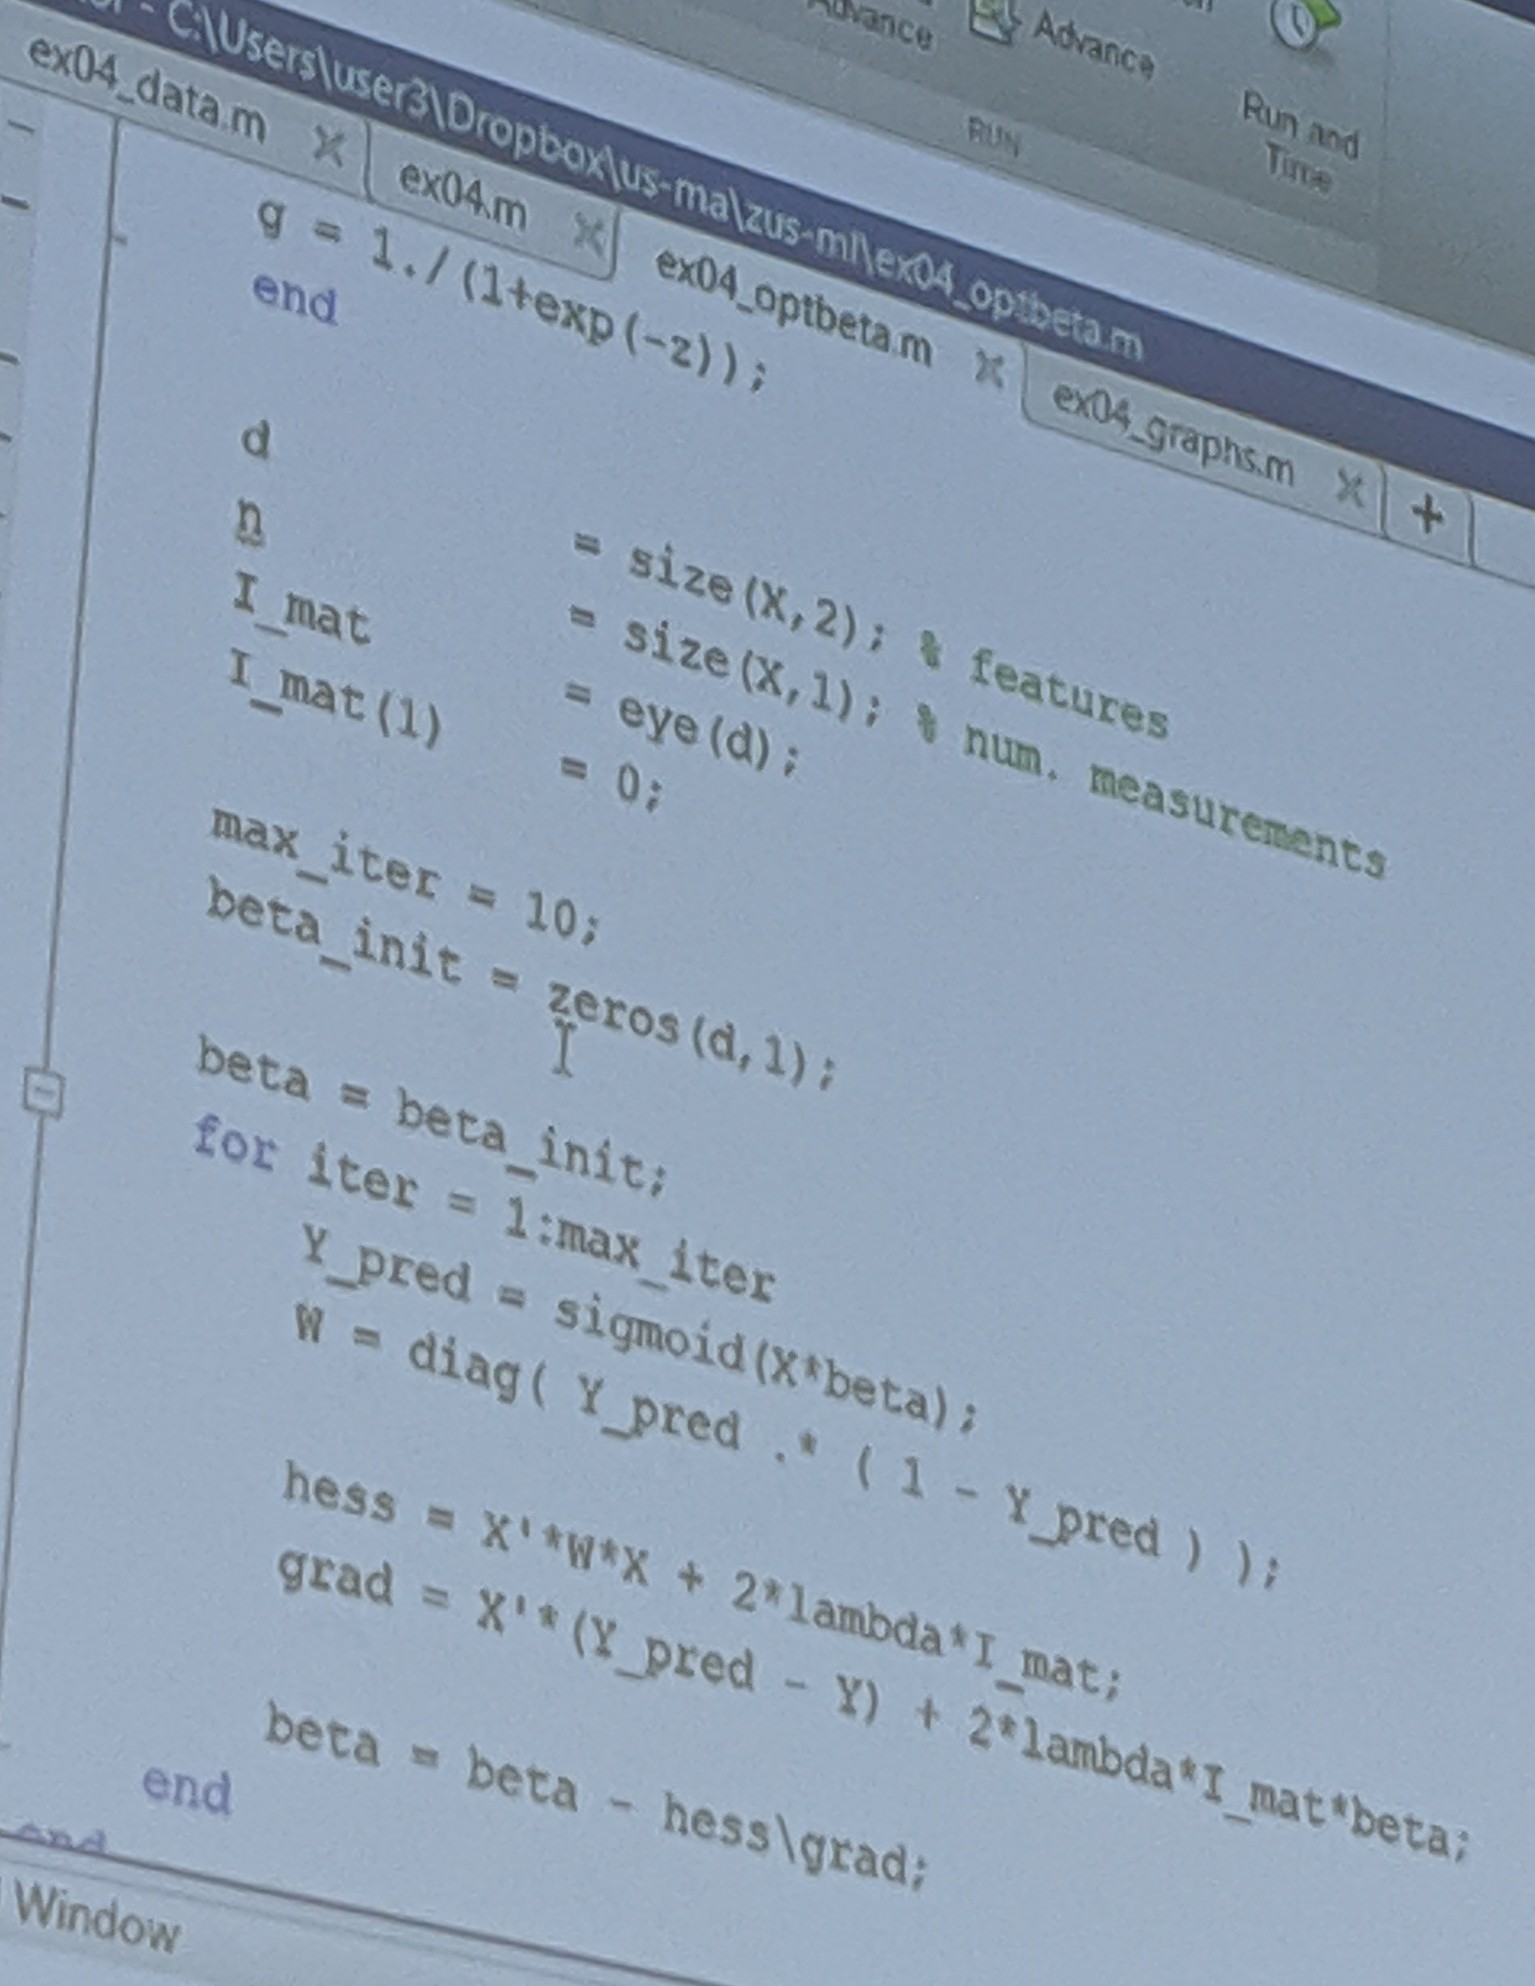 Advance
Advance
Run and
Time
RUN
- C:\Users\user3\Dropbox\us-ma\zus-ml\ex04_optbeta.m
ex04_data.m
ex04.m
ex04_optbeta.m
ex04_graphs.m
+
g = 1./(1+exp(-z));
end
d = size(X,2); % features
n = size(X,1); % num. measurements
I_mat = eye(d);
I_mat(1) = 0;
max_iter = 10;
beta_init = zeros(d,1);
beta = beta_init;
for iter = 1:max_iter
Y_pred = sigmoid(X*beta);
W = diag( Y_pred .* ( 1 - Y_pred ) );
hess = X'*W*X + 2*lambda*I_mat;
grad = X'*(Y_pred - Y) + 2*lambda*I_mat*beta;
beta = beta - hess\grad;
end
end
Window